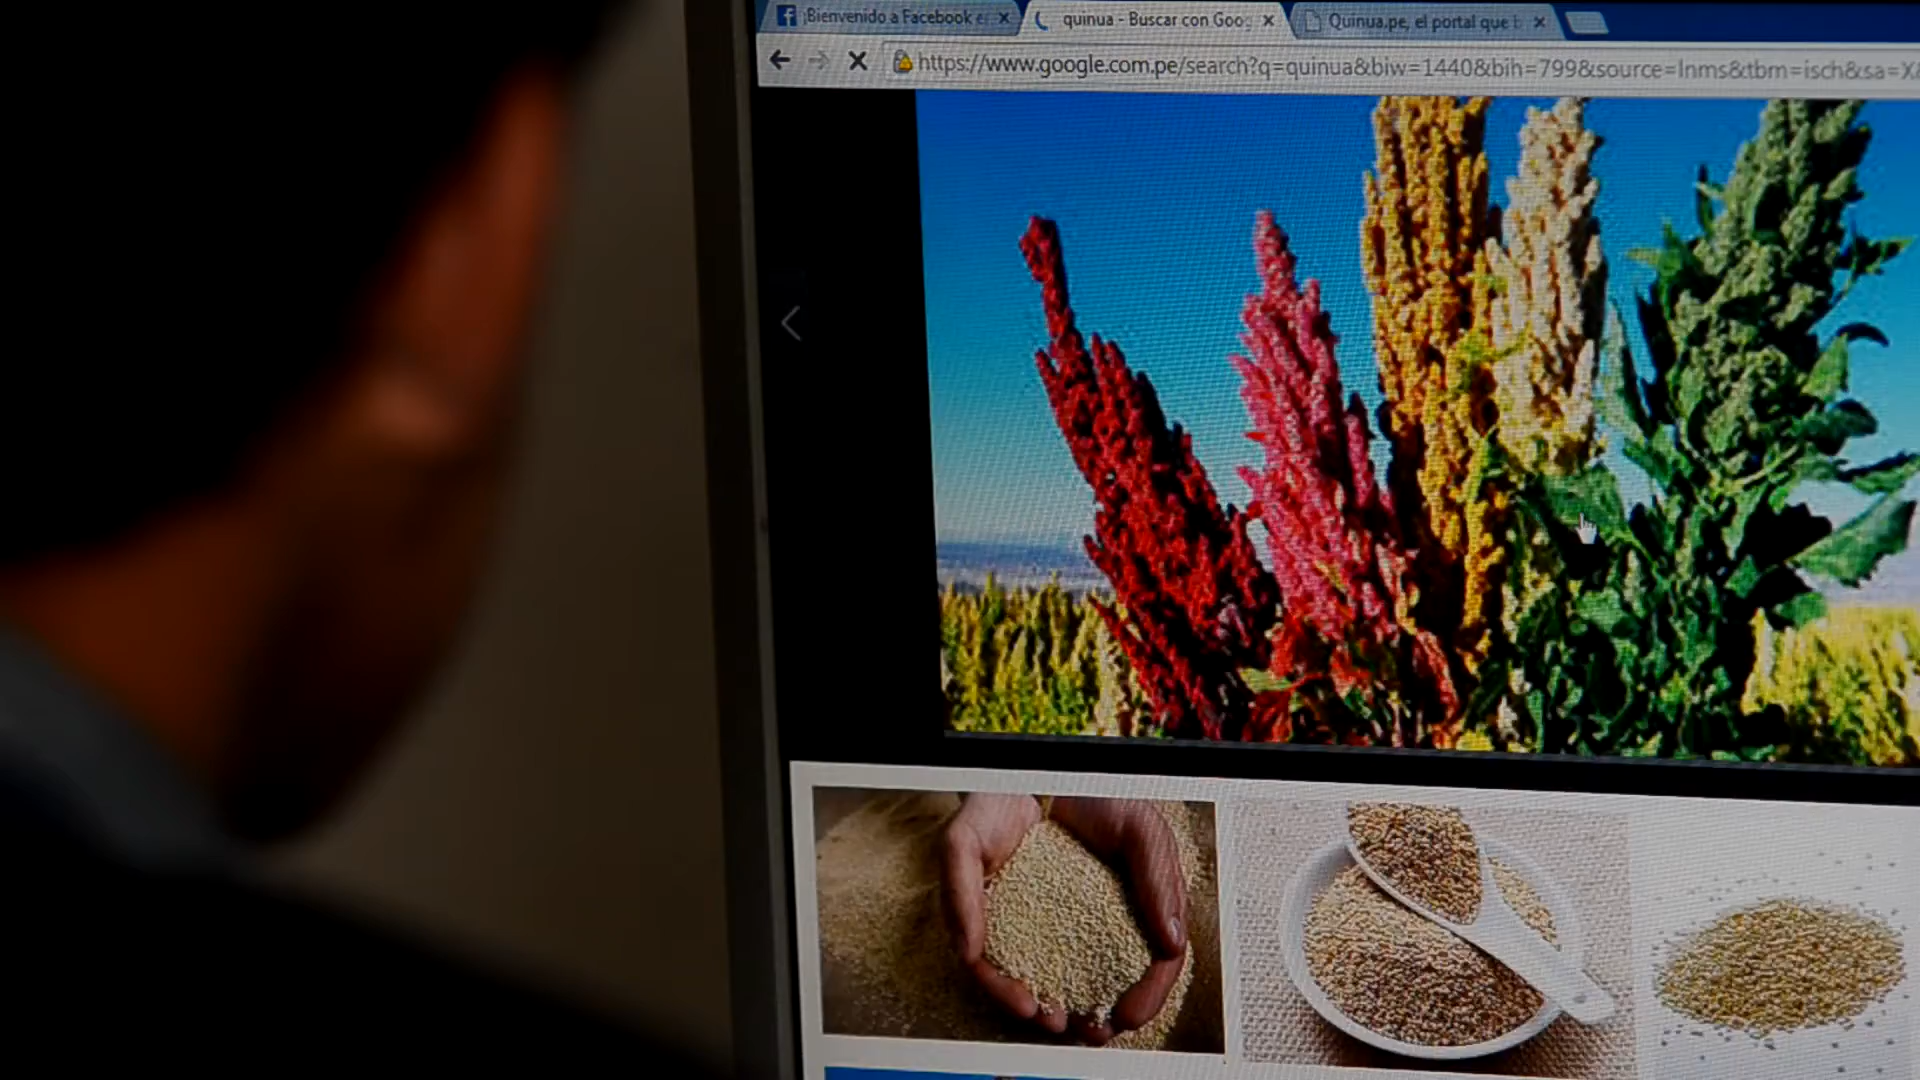 ¡Bienvenido a Facebook e
quinua - Buscar con Goo
Quinua.pe, el portal que
https://www.google.com.pe/search?q=quinua&biw=1440&bih=799&source=lnms&tbm=isch&sa=X